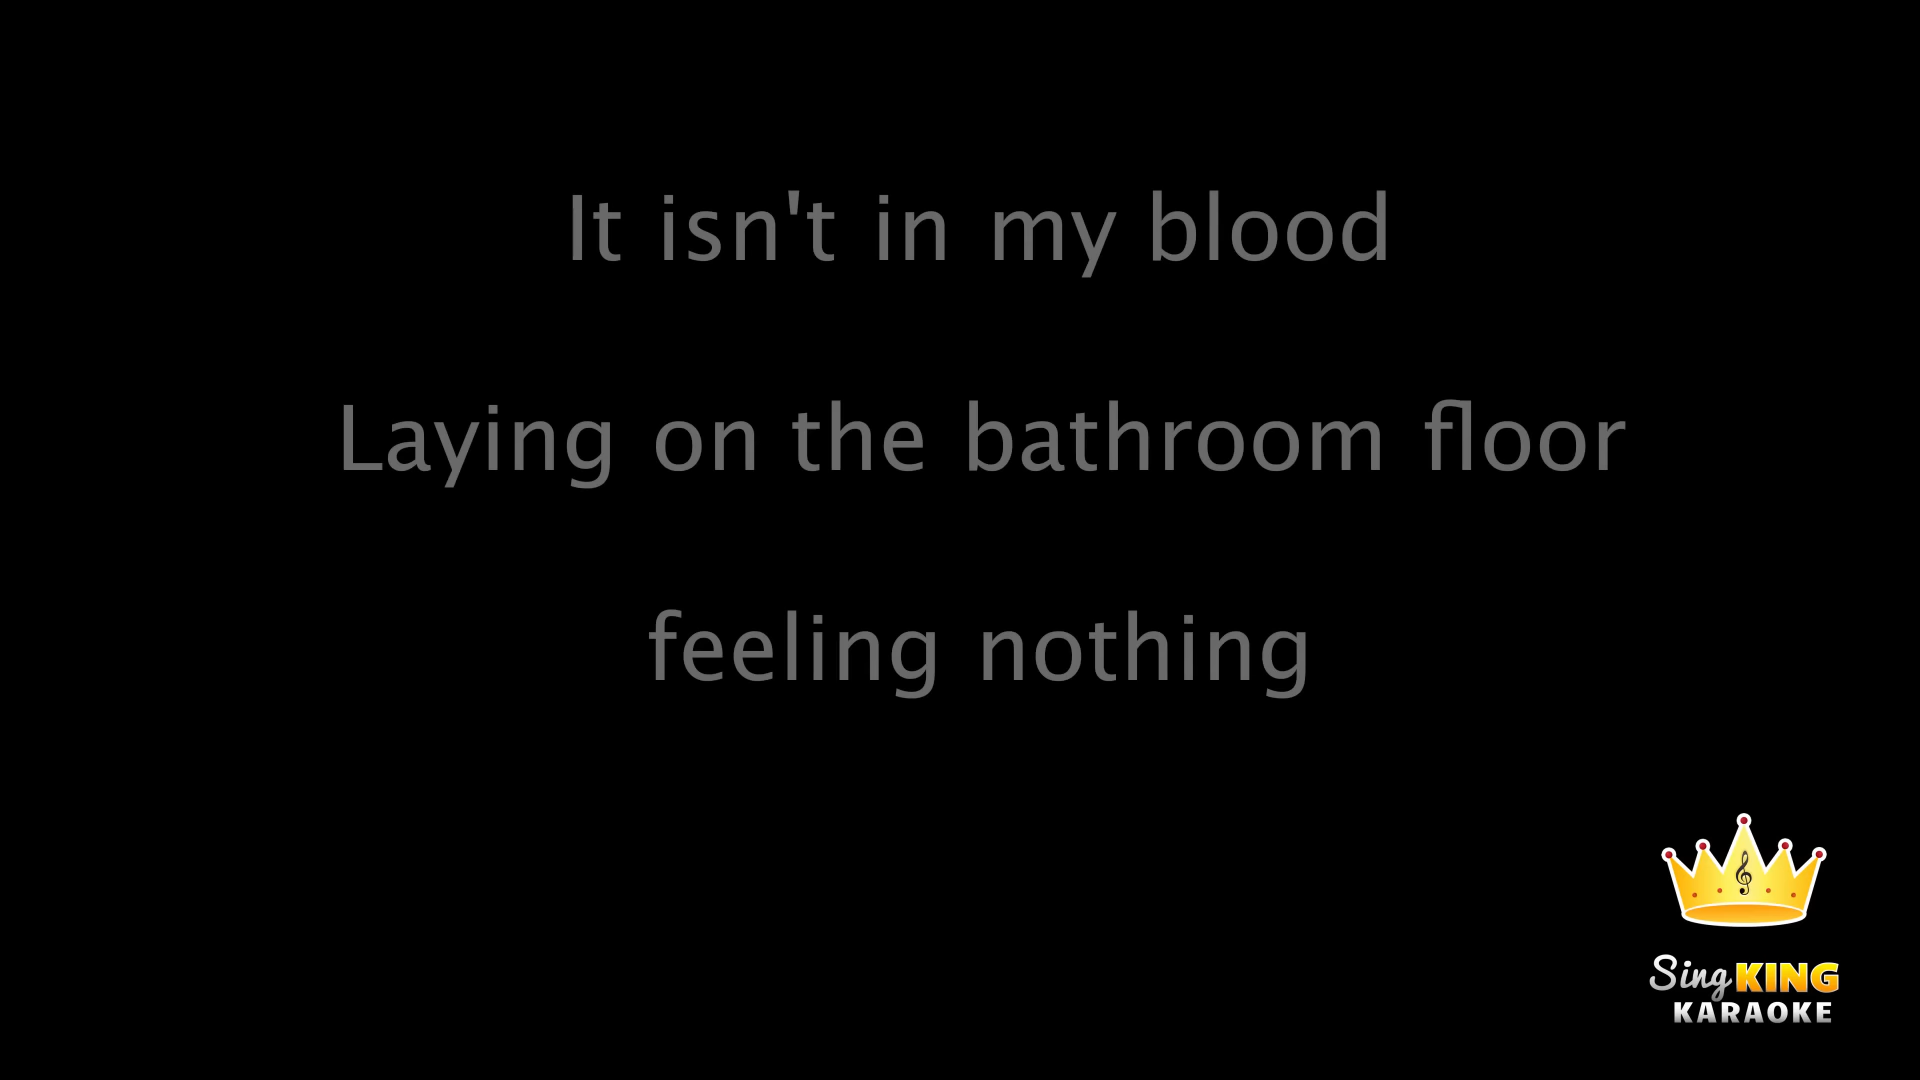 It isn't in my blood
Laying on the bathroom floor
feeling nothing
Sing KING
KARAOKE